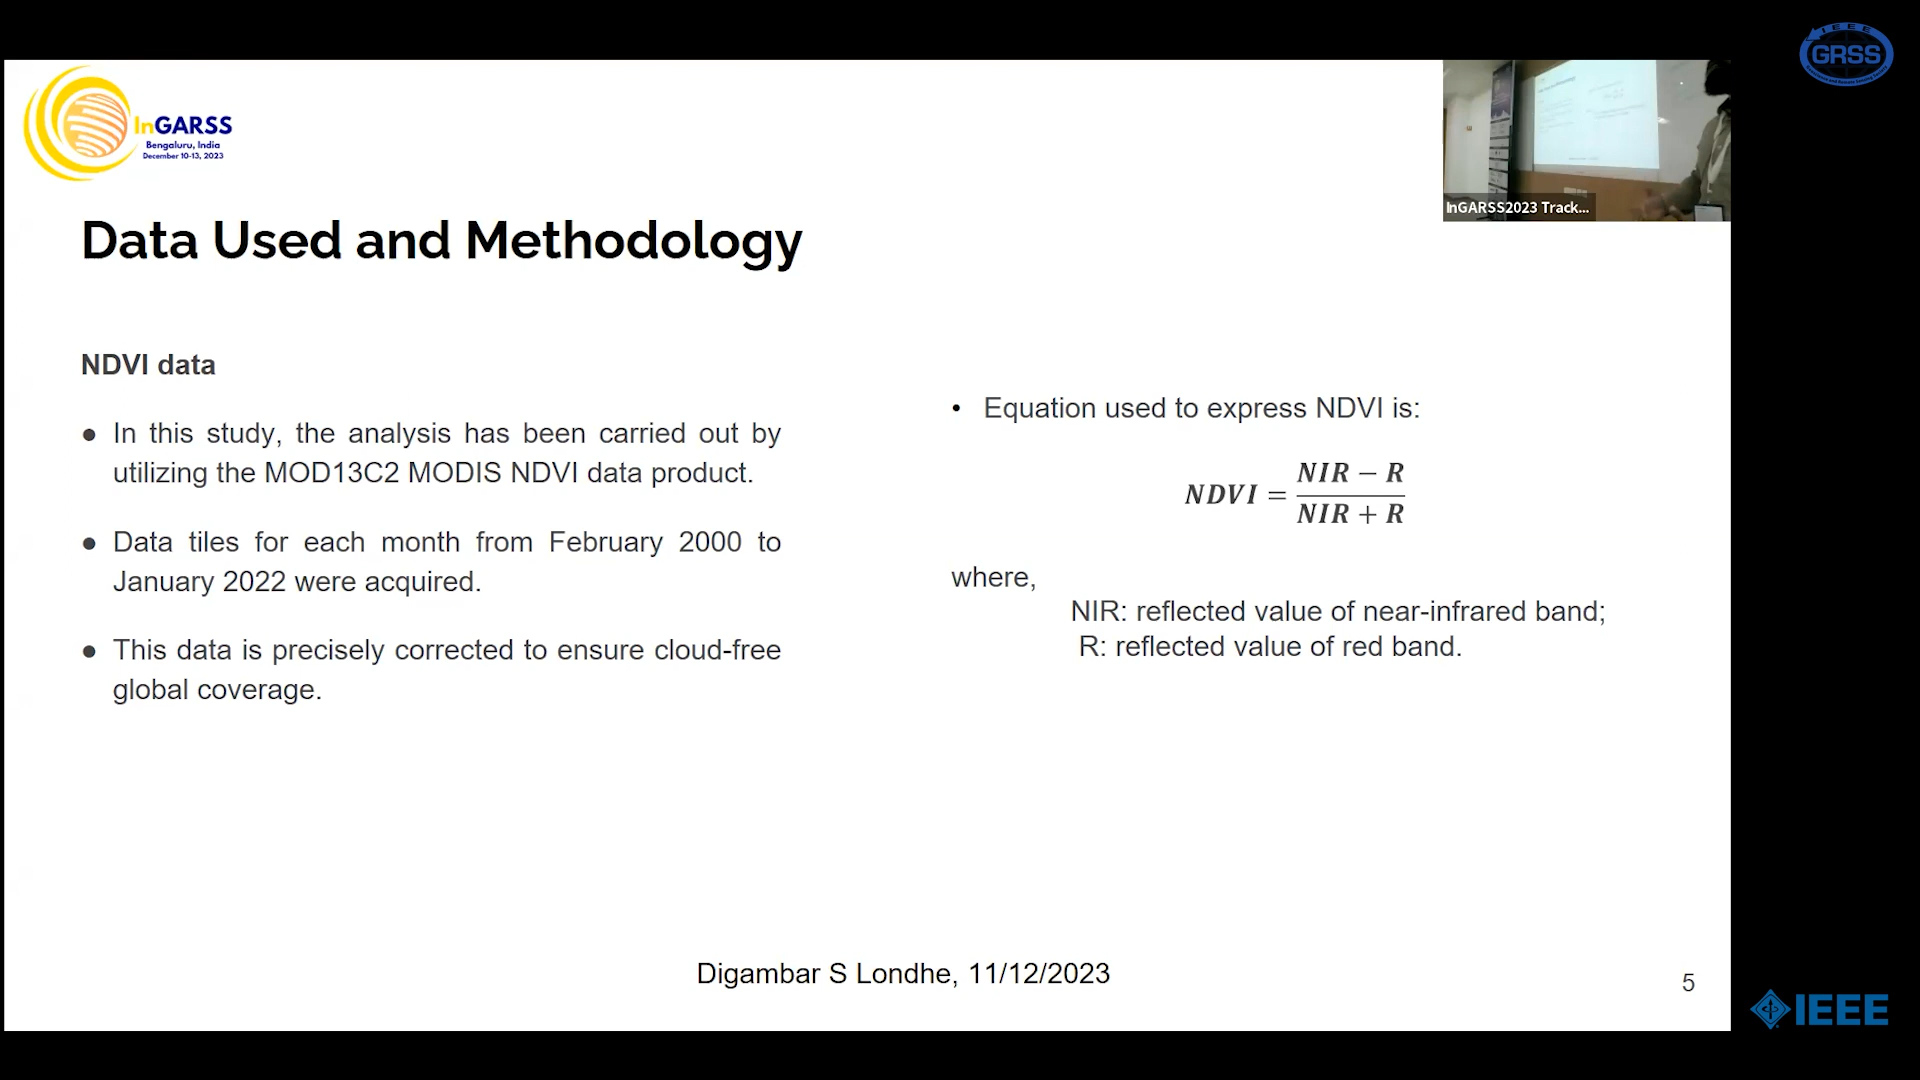 IEEE
GRSS
InGARSS
Bengaluru, India
December 10-13, 2023
InGARSS2023 Track...
Data Used and Methodology
NDVI data
● In this study, the analysis has been carried out by
utilizing the MOD13C2 MODIS NDVI data product.
● Data tiles for each month from February 2000 to
January 2022 were acquired.
● This data is precisely corrected to ensure cloud-free
global coverage.
• Equation used to express NDVI is:
NDVI = (NIR − R) / (NIR + R)
where,
NIR: reflected value of near-infrared band;
R: reflected value of red band.
Digambar S Londhe, 11/12/2023
5
IEEE